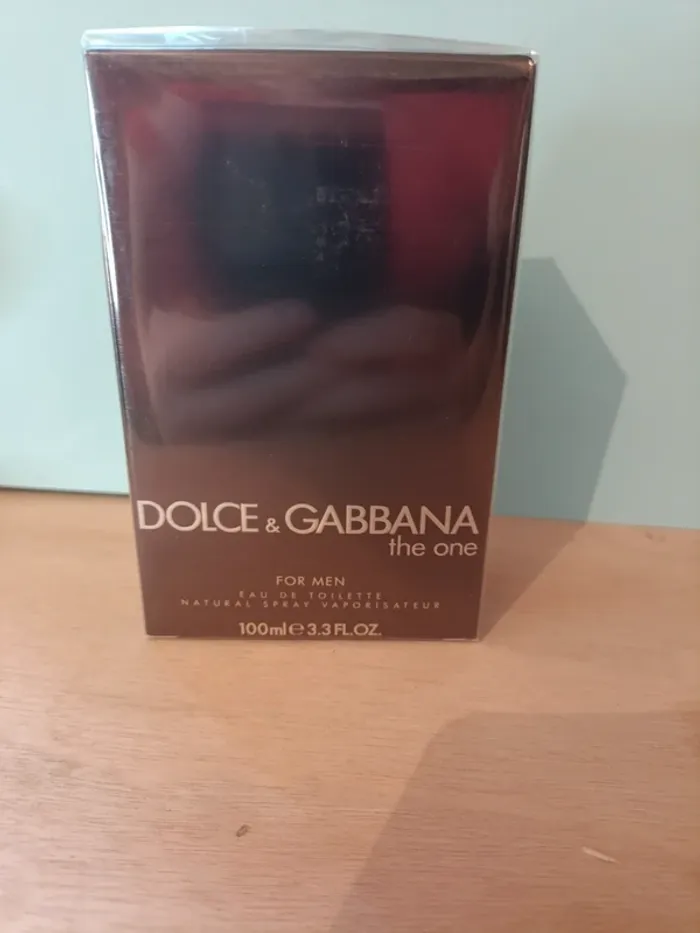 DOLCE & GABBANA
the one
FOR MEN
EAU DE TOILETTE
NATURAL SPRAY VAPORISATEUR
100ml e 3.3 FL.OZ.